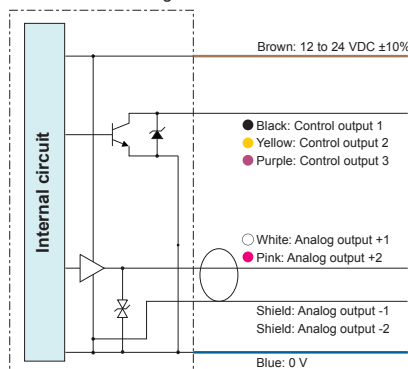 Internal circuit
Brown: 12 to 24 VDC ±10%
Black: Control output 1
Yellow: Control output 2
Purple: Control output 3
White: Analog output +1
Pink: Analog output +2
Shield: Analog output -1
Shield: Analog output -2
Blue: 0 V